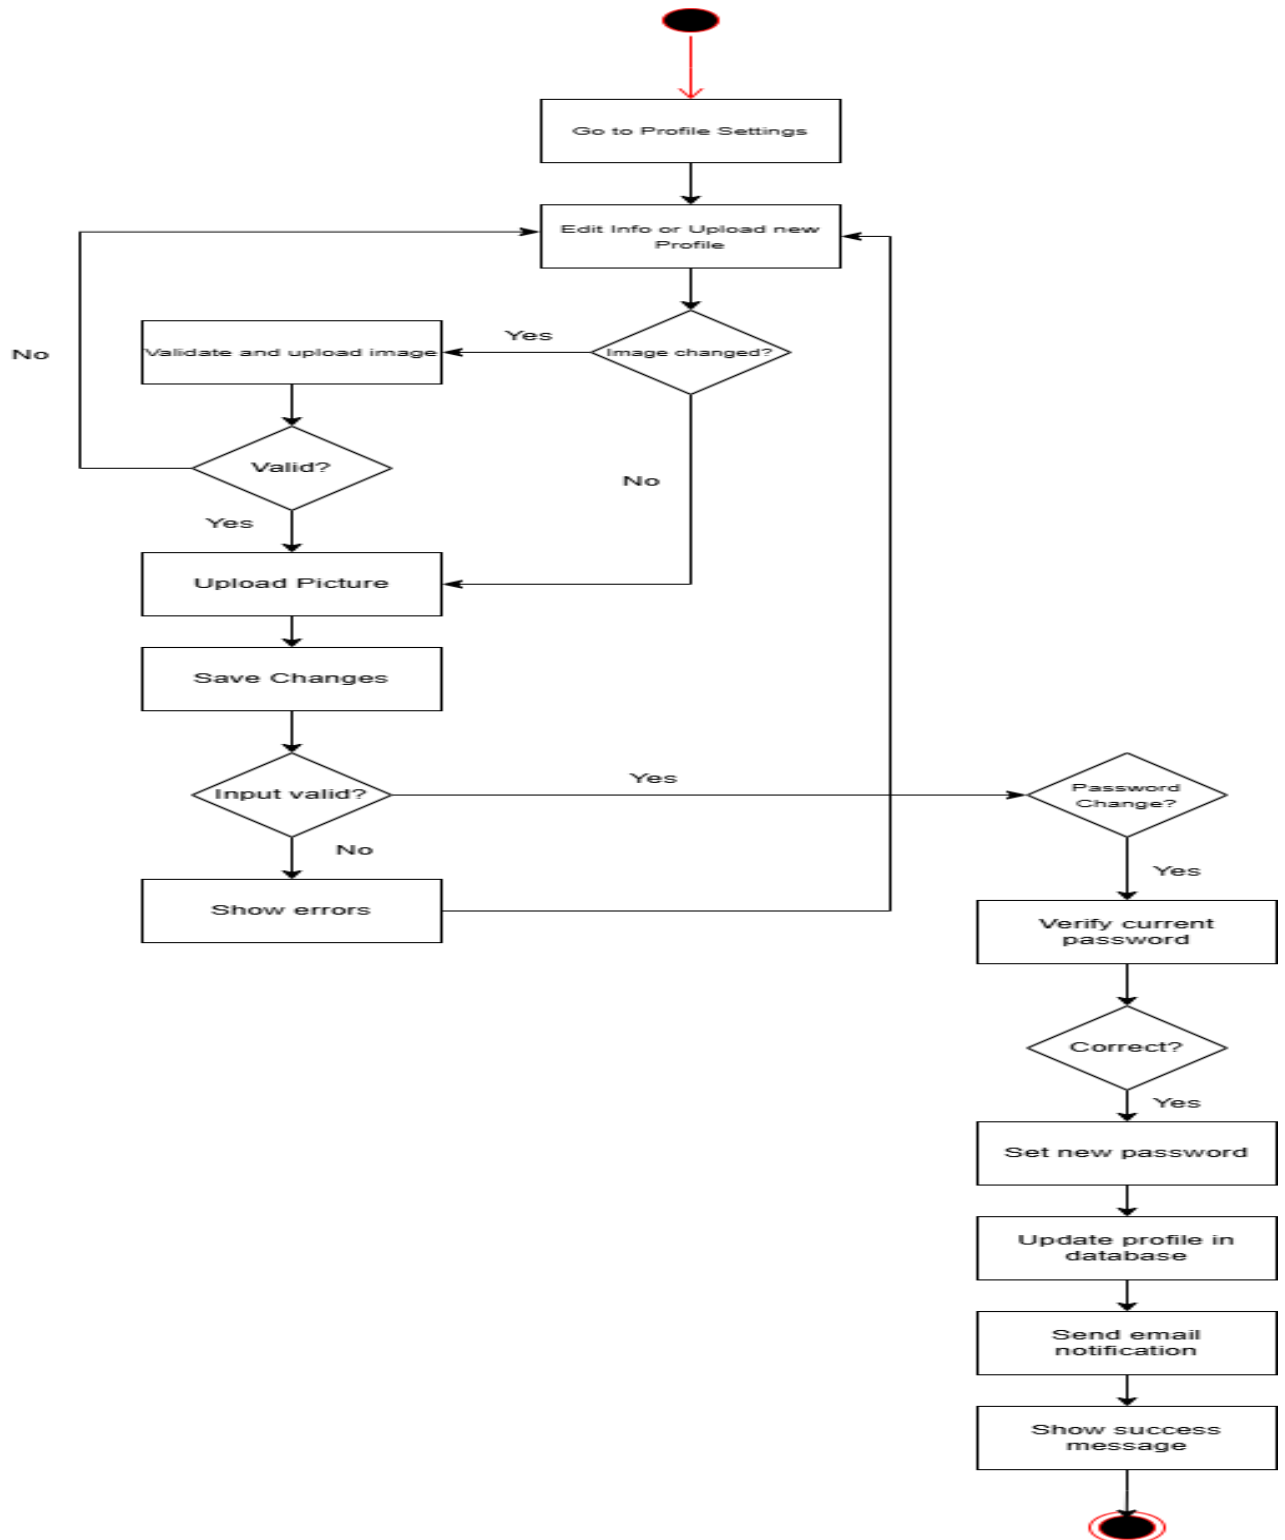 Go to Profile Settings
Edit Info or Upload new
Profile
Yes
Image changed?
Validate and upload image
No
Valid?
No
Yes
Upload Picture
Save Changes
Input valid?
Yes
Password
Change?
No
Yes
Show errors
Verify current
password
Correct?
Yes
Set new password
Update profile in
database
Send email
notification
Show success
message